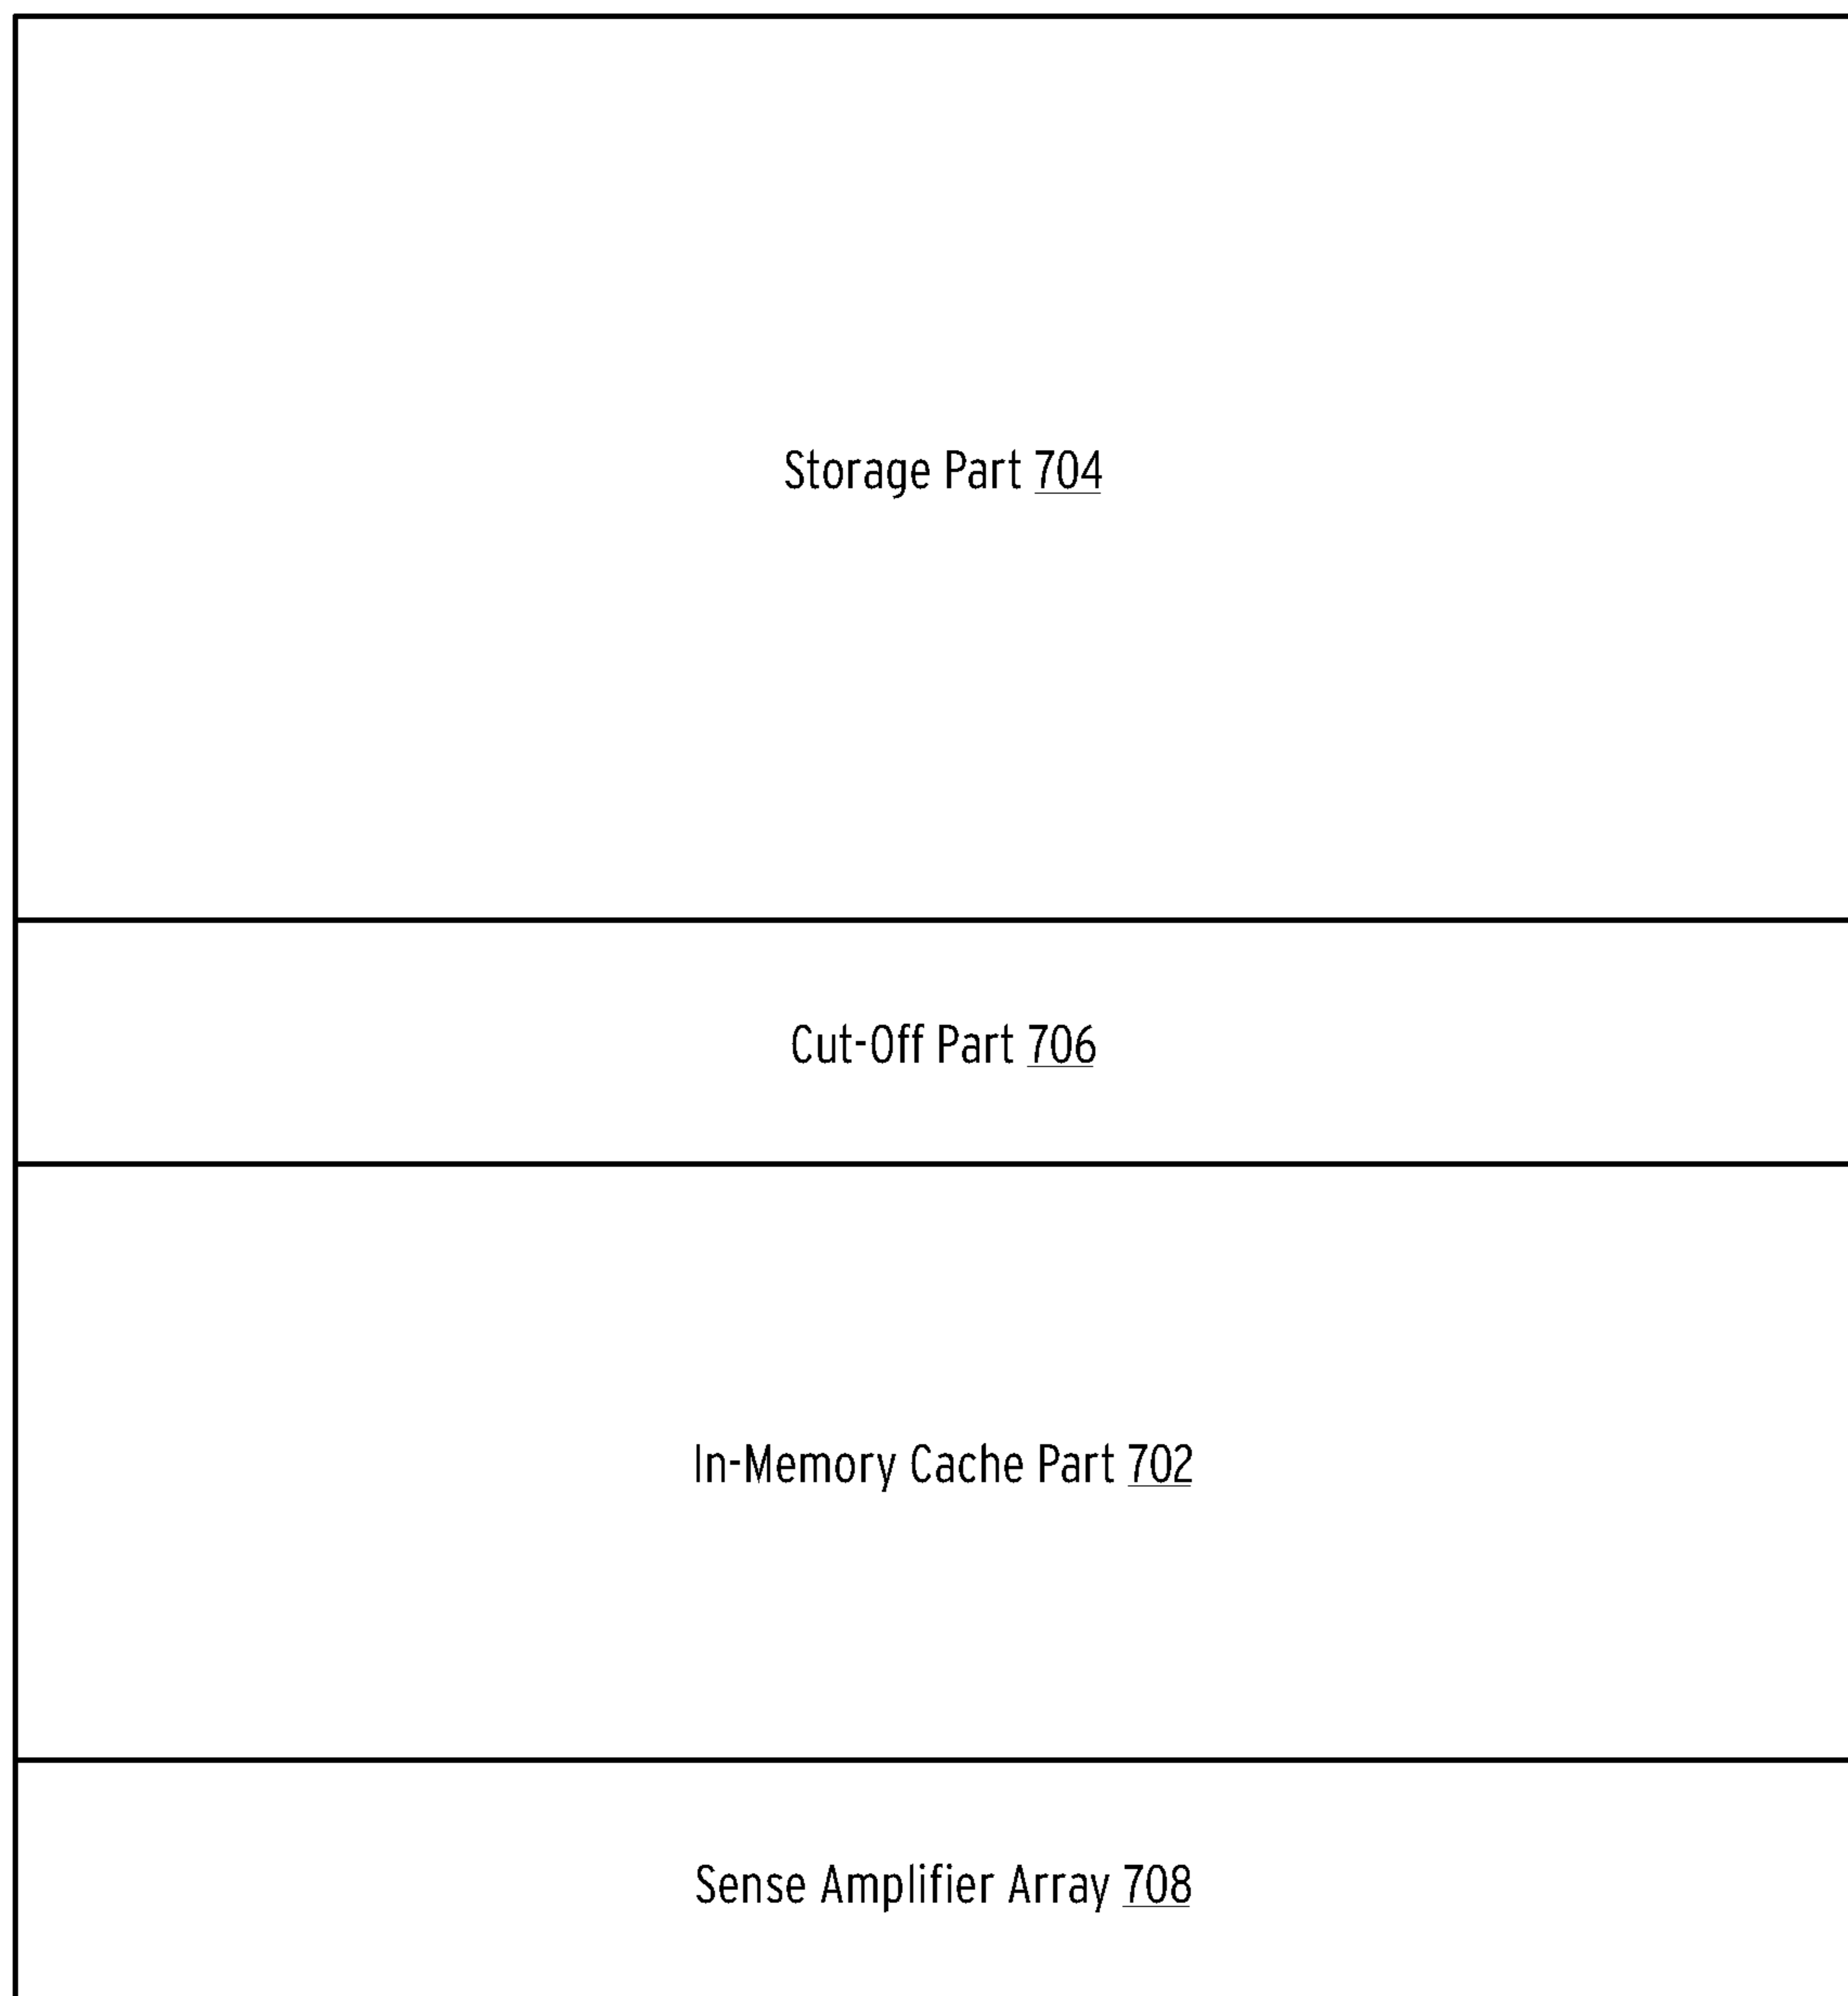 Storage Part 704
Cut-Off Part 706
In-Memory Cache Part 702
Sense Amplifier Array 708